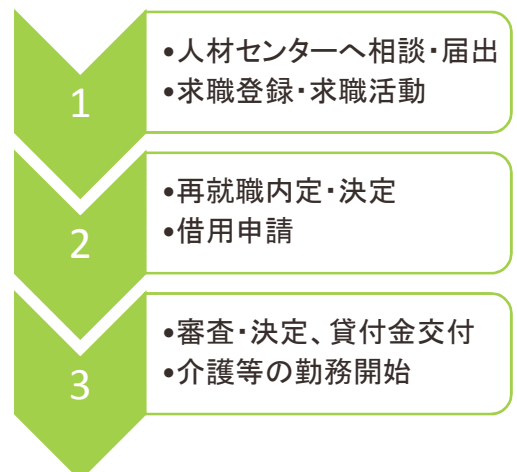 1
•人材センターへ相談・届出
•求職登録・求職活動
2
•再就職内定・決定
•借用申請
3
•審査・決定、貸付金交付
•介護等の勤務開始